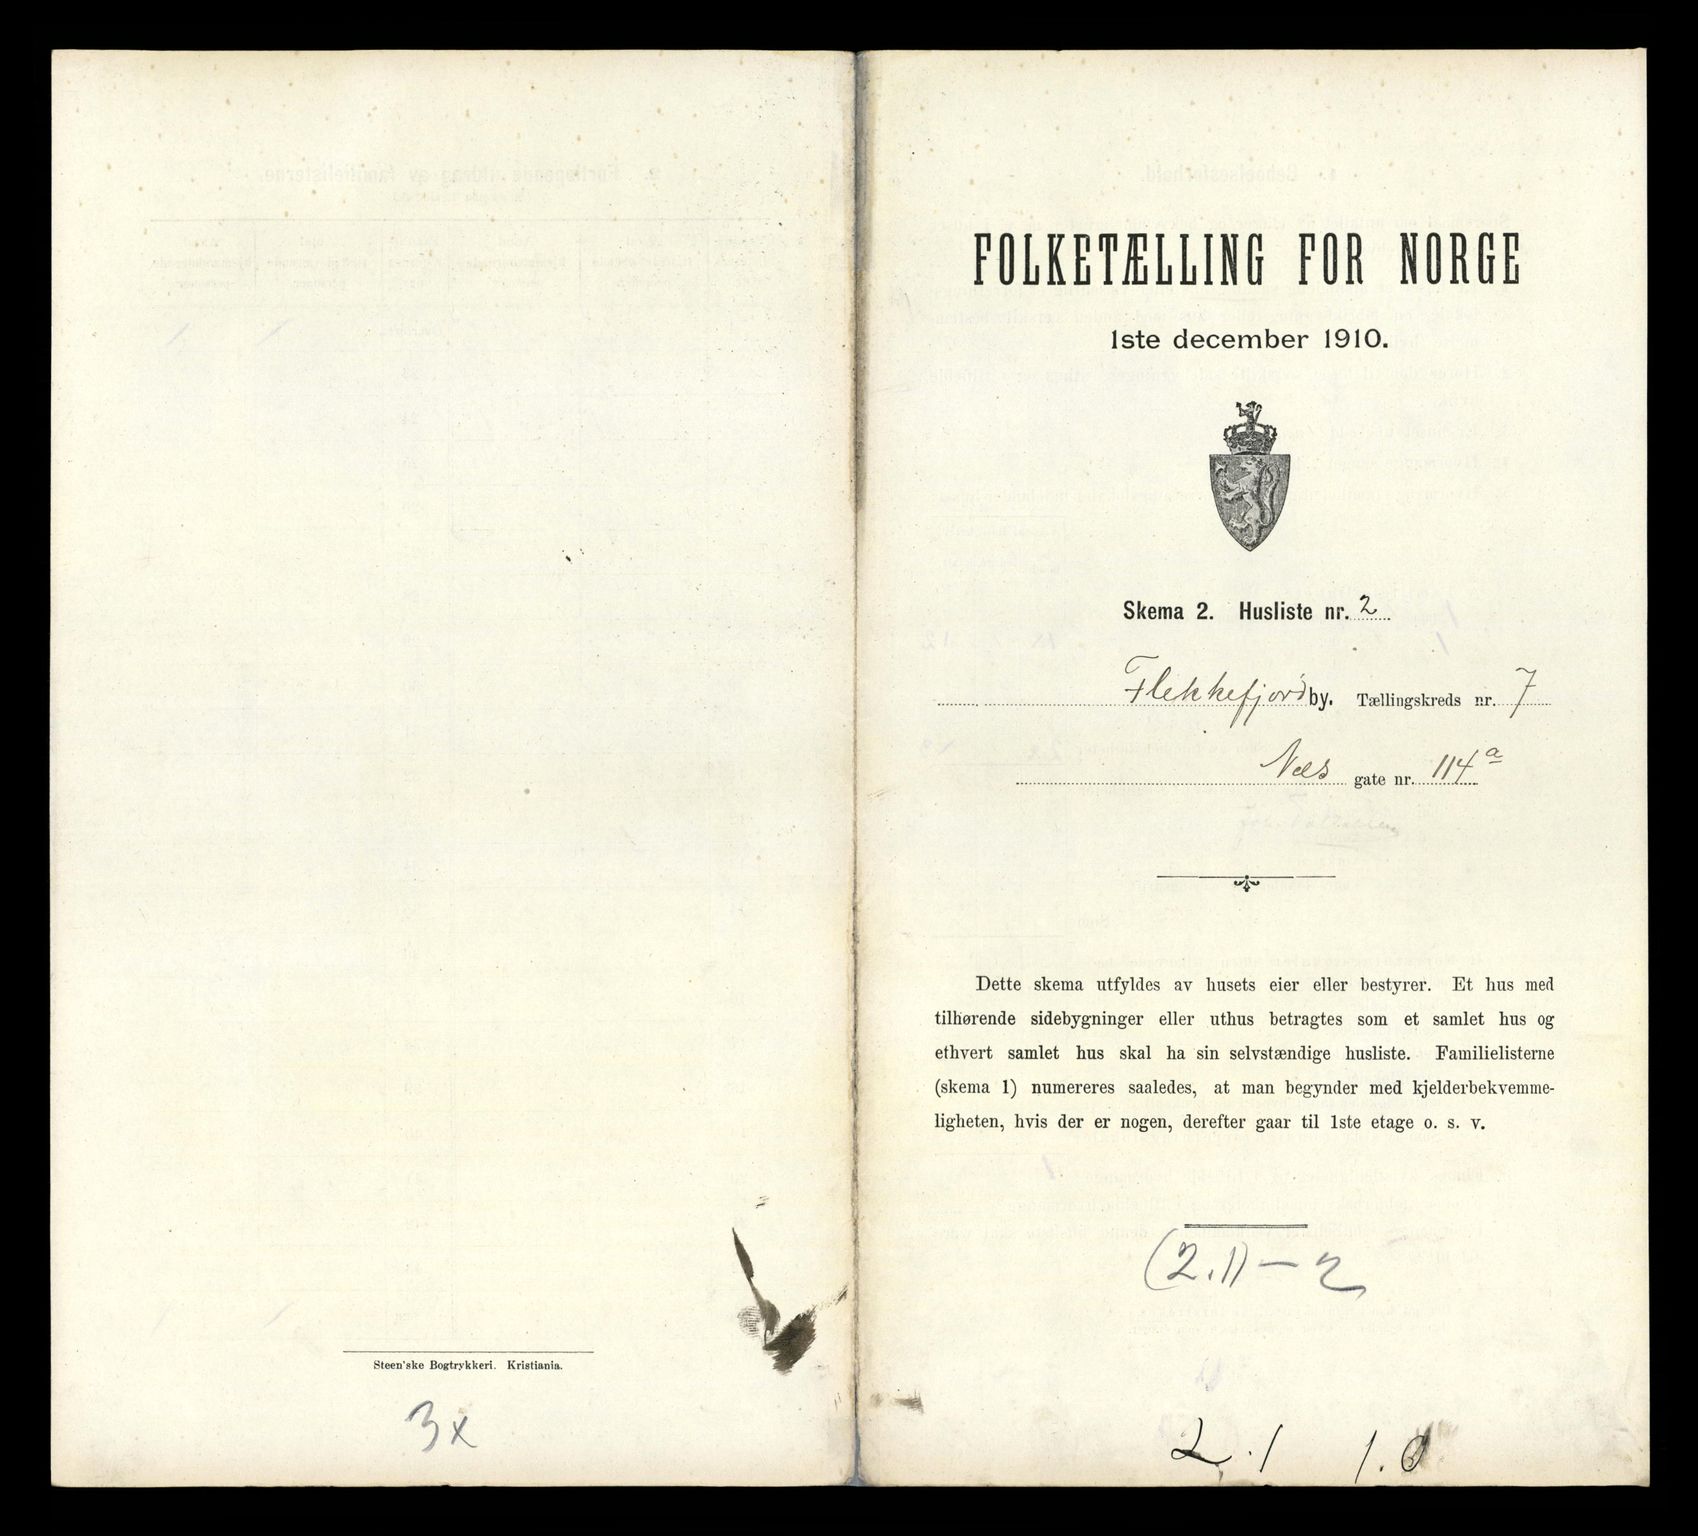 Steen'ske Bogtrykkeri. Kristiania.
3x
FOLKETÆLLING FOR NORGE
1ste december 1910.
Skema 2. Husliste nr. 2
Flekkefjord by. Tællingskreds nr. 7
Næs gate nr. 114 a
Dette skema utfyldes av husets eier eller bestyrer. Et hus med
tilhørende sidebygninger eller uthus betragtes som et samlet hus og
ethvert samlet hus skal ha sin selvstændige husliste. Familielisterne
(skema 1) numereres saaledes, at man begynder med kjelderbekvemme-
ligheten, hvis der er nogen, derefter gaar til 1ste etage o. s. v.
(2.1) — 2
2.1 1.0